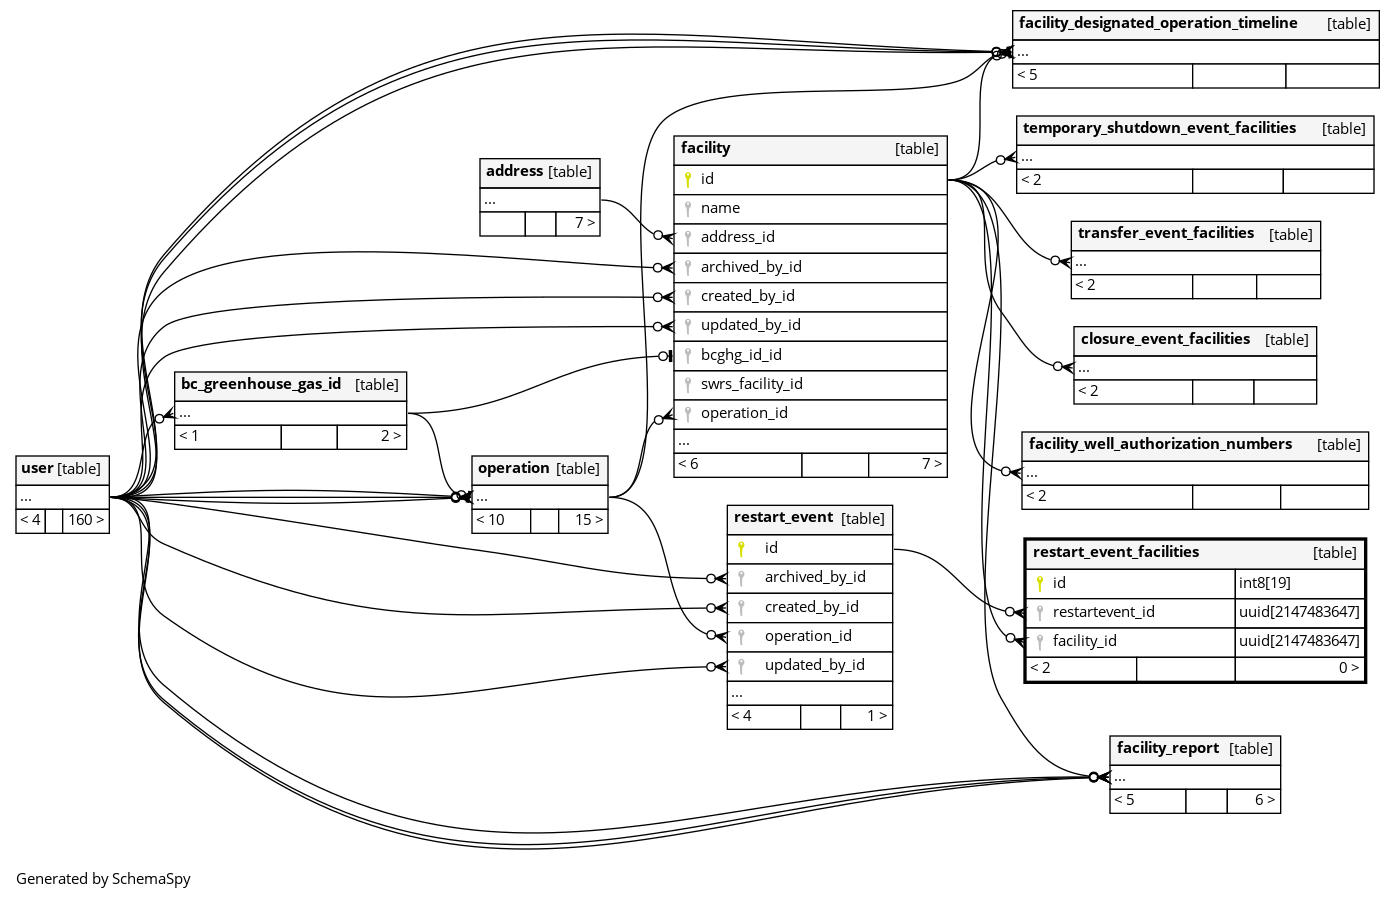 facility_designated_operation_timeline [table]
...
< 5
temporary_shutdown_event_facilities [table]
...
< 2
facility [table]
id
name
address_id
archived_by_id
created_by_id
updated_by_id
bcghg_id_id
swrs_facility_id
operation_id
...
< 6 7 >
address [table]
...
7 >
transfer_event_facilities [table]
...
< 2
closure_event_facilities [table]
...
< 2
bc_greenhouse_gas_id [table]
...
< 1 2 >
facility_well_authorization_numbers [table]
...
< 2
user [table]
...
< 4 160 >
operation [table]
...
< 10 15 >
restart_event [table]
id
archived_by_id
created_by_id
operation_id
updated_by_id
...
< 4 1 >
restart_event_facilities [table]
id int8[19]
restartevent_id uuid[2147483647]
facility_id uuid[2147483647]
< 2 0 >
facility_report [table]
...
< 5 6 >
Generated by SchemaSpy